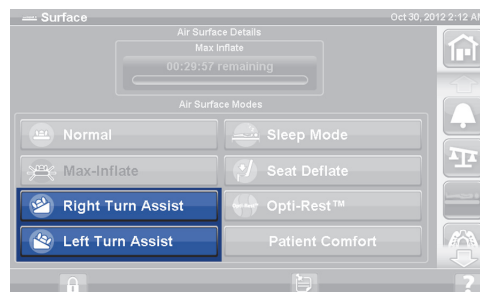 Surface
Oct 30, 2012 2:12 AM
Air Surface Details
Max Inflate
00:29:57 remaining
Air Surface Modes
Normal
Sleep Mode
Max-Inflate
Seat Deflate
Right Turn Assist
Opti-Rest™
Left Turn Assist
Patient Comfort
?